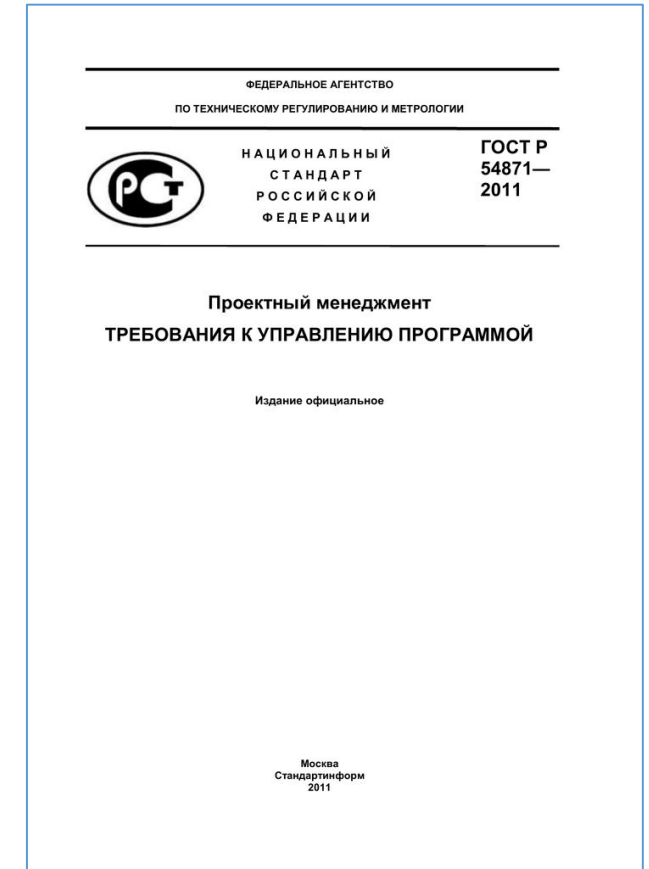 ФЕДЕРАЛЬНОЕ АГЕНТСТВО
ПО ТЕХНИЧЕСКОМУ РЕГУЛИРОВАНИЮ И МЕТРОЛОГИИ
РСТ
НАЦИОНАЛЬНЫЙ
СТАНДАРТ
РОССИЙСКОЙ
ФЕДЕРАЦИИ
ГОСТ Р
54871—
2011
Проектный менеджмент
ТРЕБОВАНИЯ К УПРАВЛЕНИЮ ПРОГРАММОЙ
Издание официальное
Москва
Стандартинформ
2011